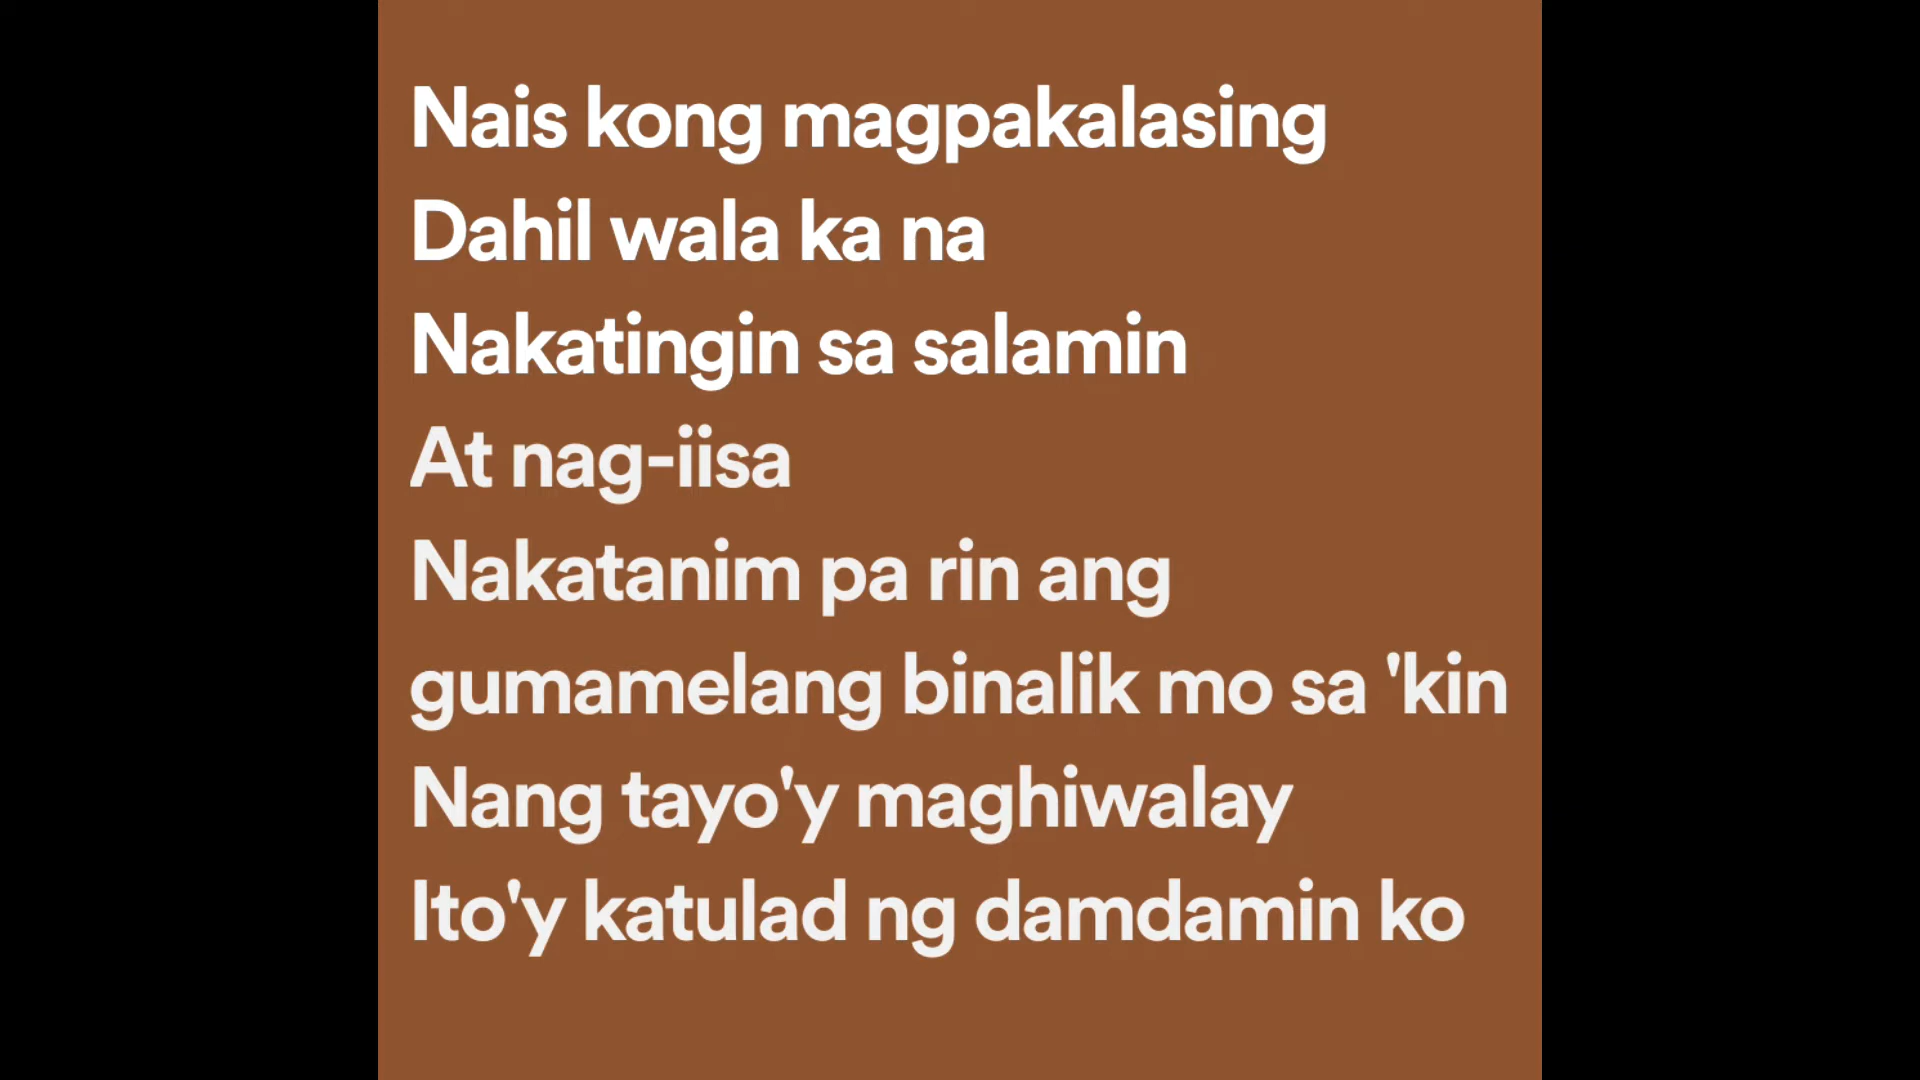 Nais kong magpakalasing
Dahil wala ka na
Nakatingin sa salamin
At nag-iisa
Nakatanim pa rin ang
gumamelang binalik mo sa 'kin
Nang tayo'y maghiwalay
Ito'y katulad ng damdamin ko